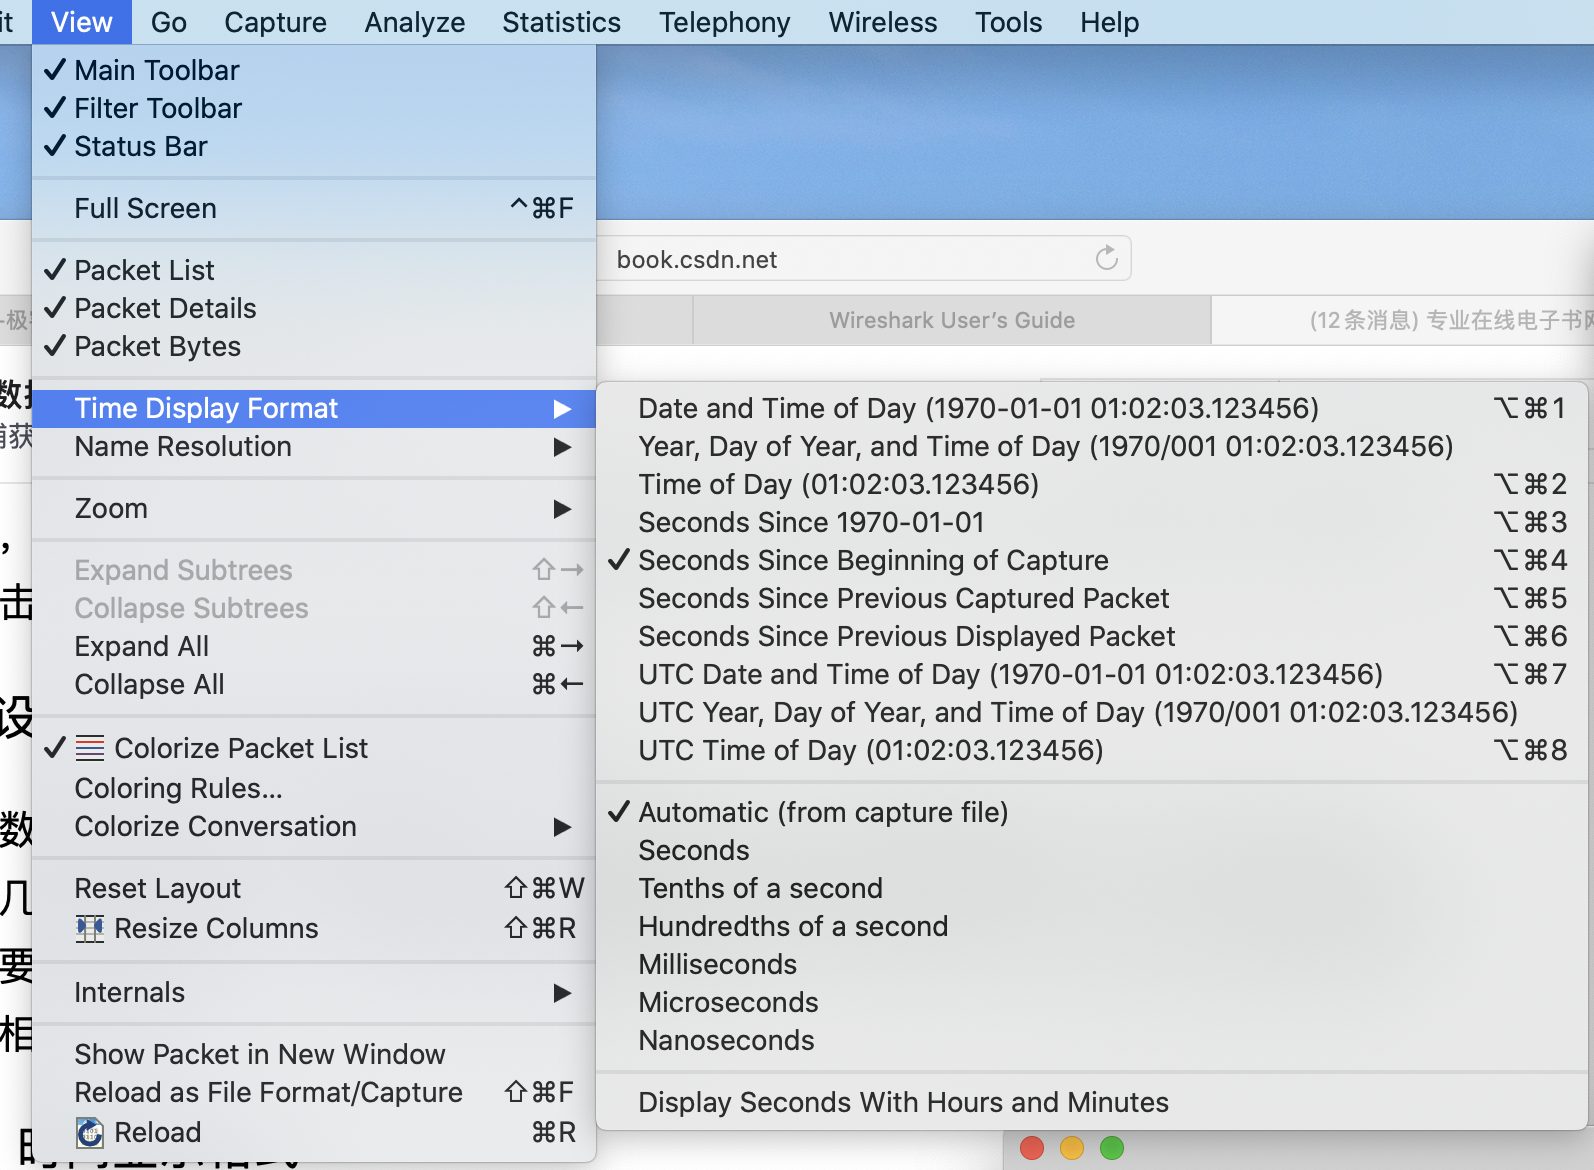 View Go Capture Analyze Statistics Telephony Wireless Tools Help
✓ Main Toolbar
✓ Filter Toolbar
✓ Status Bar
Full Screen ^⌘F
book.csdn.net
✓ Packet List
✓ Packet Details
✓ Packet Bytes
Wireshark User's Guide
(12条消息) 专业在线电子书
Time Display Format ▶
Name Resolution ▶
Zoom ▶
Expand Subtrees ⇧→
Collapse Subtrees ⇧←
Expand All ⌘→
Collapse All ⌘←
✓ Colorize Packet List
Coloring Rules...
Colorize Conversation ▶
Reset Layout ⇧⌘W
Resize Columns ⇧⌘R
Internals ▶
Show Packet in New Window
Reload as File Format/Capture ⇧⌘F
Reload ⌘R
Date and Time of Day (1970-01-01 01:02:03.123456) ⌥⌘1
Year, Day of Year, and Time of Day (1970/001 01:02:03.123456)
Time of Day (01:02:03.123456) ⌥⌘2
Seconds Since 1970-01-01 ⌥⌘3
✓ Seconds Since Beginning of Capture ⌥⌘4
Seconds Since Previous Captured Packet ⌥⌘5
Seconds Since Previous Displayed Packet ⌥⌘6
UTC Date and Time of Day (1970-01-01 01:02:03.123456) ⌥⌘7
UTC Year, Day of Year, and Time of Day (1970/001 01:02:03.123456)
UTC Time of Day (01:02:03.123456) ⌥⌘8
✓ Automatic (from capture file)
Seconds
Tenths of a second
Hundredths of a second
Milliseconds
Microseconds
Nanoseconds
Display Seconds With Hours and Minutes